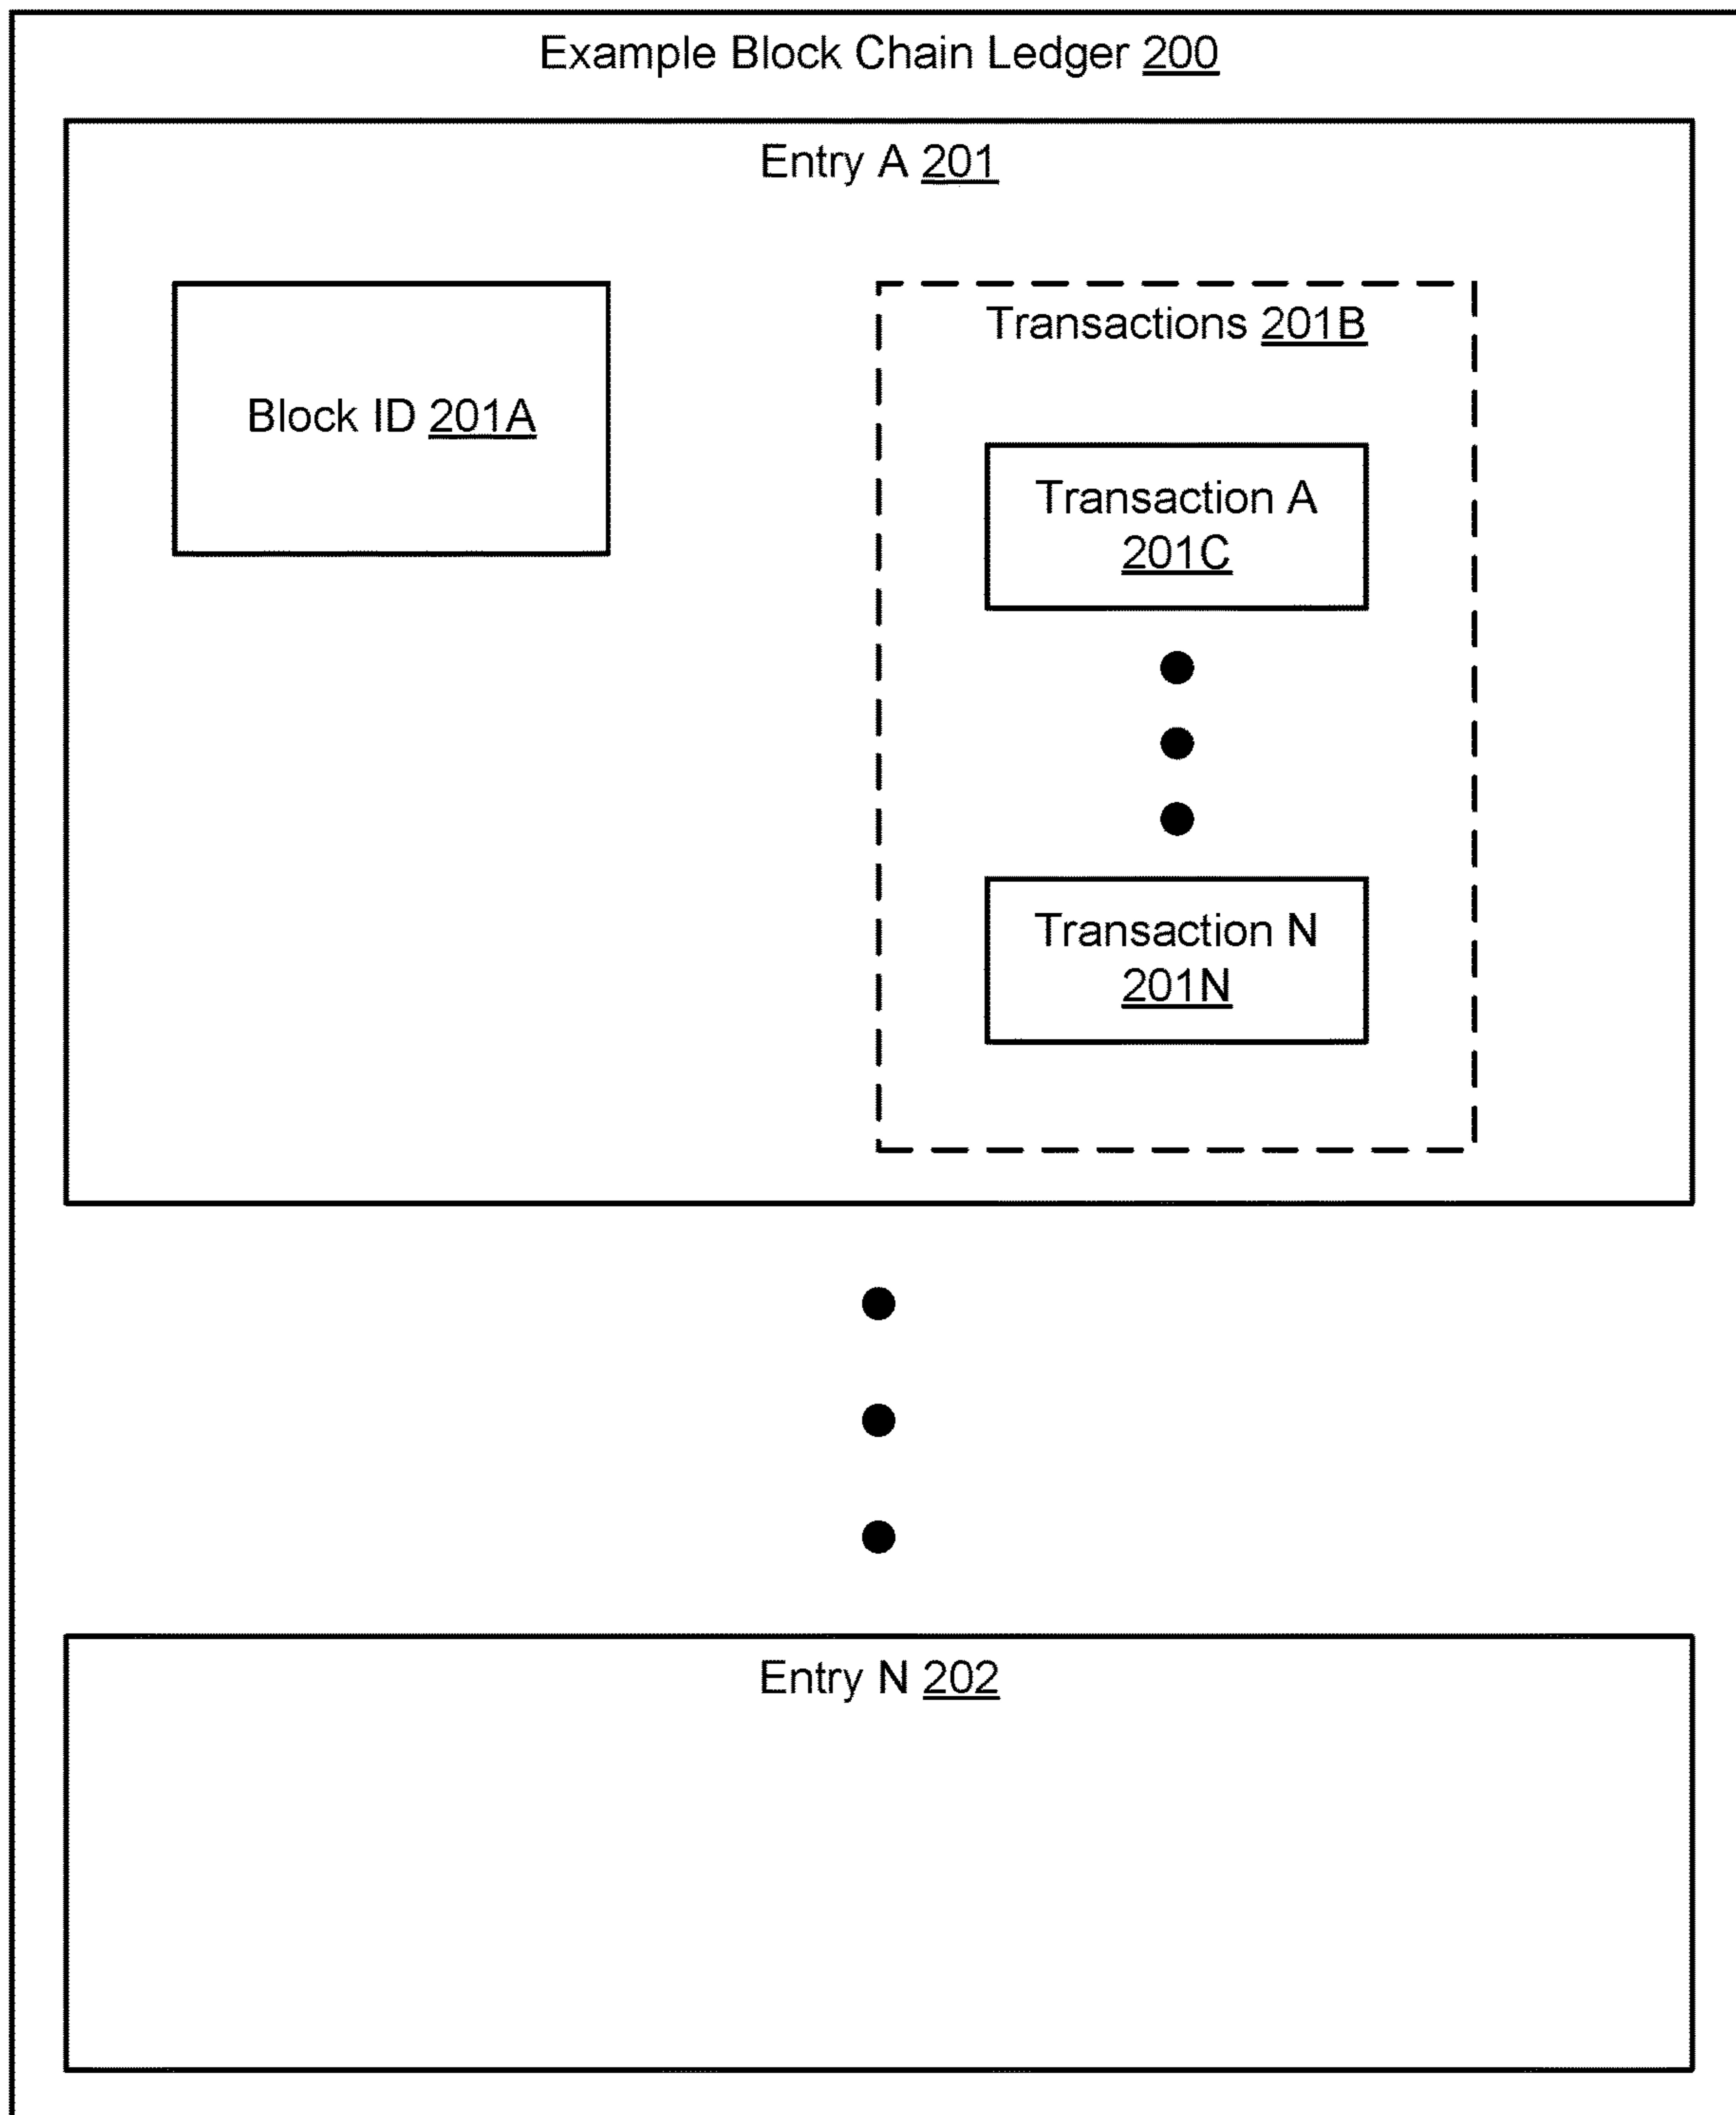 Example Block Chain Ledger 200
Entry A 201
Block ID 201A
Transactions 201B
Transaction A
201C
Transaction N
201N
Entry N 202